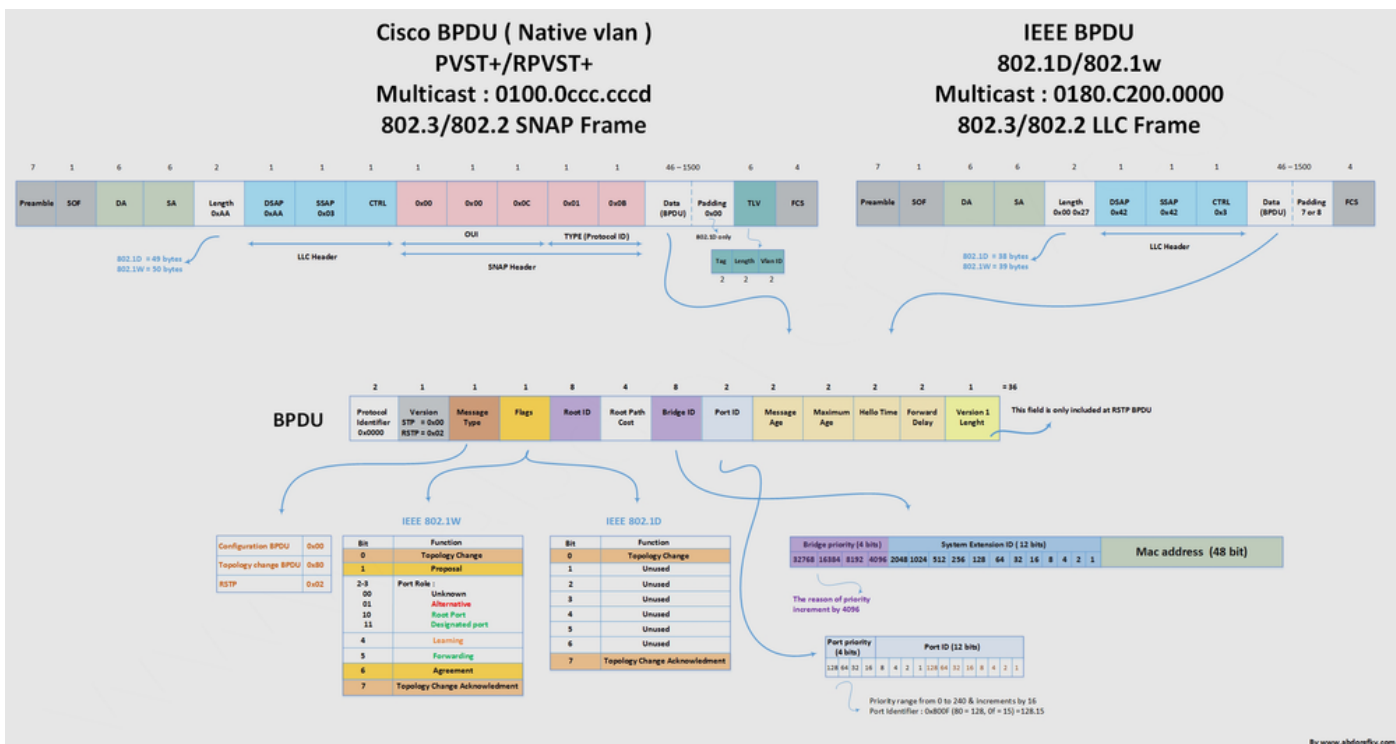 Cisco BPDU ( Native vlan )
PVST+/RPVST+
Multicast : 0100.0ccc.cccd
802.3/802.2 SNAP Frame
IEEE BPDU
802.1D/802.1w
Multicast : 0180.C200.0000
802.3/802.2 LLC Frame
7 1 6 6 2 1 1 1 1 1 1 1 1 46 – 1500 6 4
Preamble SOF DA SA Length 0xAA DSAP 0xAA SSAP 0x03 CTRL 0x00 0x00 0x0C 0x01 0x0B Data (BPDU) Padding 0x00 TLV FCS
802.1D = 49 bytes
802.1W = 50 bytes
LLC Header
OUI
TYPE (Protocol ID)
SNAP Header
802.1D only
Tag Length Vlan ID
2 2 2
7 1 6 6 2 1 1 1 46 – 1500 4
Preamble SOF DA SA Length 0x00 0x27 DSAP 0x42 SSAP 0x42 CTRL 0x3 Data (BPDU) Padding 7 or 8 FCS
802.1D = 38 bytes
802.1W = 39 bytes
LLC Header
2 1 1 1 8 4 8 2 2 2 2 2 1 = 36
BPDU
Protocol Identifier 0x0000
Version STP = 0x00 RSTP = 0x02
Message Type
Flags
Root ID
Root Path Cost
Bridge ID
Port ID
Message Age
Maximum Age
Hello Time
Forward Delay
Version 1 Lenght
This field is only included at RSTP BPDU
Configuration BPDU 0x00
Topology change BPDU 0x80
RSTP 0x02
IEEE 802.1W
Bit Function
0 Topology Change
1 Proposal
2-3 Port Role :
00 Unknown
01 Alternative
10 Root Port
11 Designated port
4 Learning
5 Forwarding
6 Agreement
7 Topology Change Acknowledment
IEEE 802.1D
Bit Function
0 Topology Change
1 Unused
2 Unused
3 Unused
4 Unused
5 Unused
6 Unused
7 Topology Change Acknowledment
Bridge priority (4 bits) System Extension ID ( 12 bits)
32768 16384 8192 4096 2048 1024 512 256 128 64 32 16 8 4 2 1
Mac address (48 bit)
The reason of priority
increment by 4096
Port priority (4 bits) Port ID (12 bits)
128 64 32 16 8 4 2 1 128 64 32 16 8 4 2 1
Priority range from 0 to 240 & increments by 16
Port Identifier : 0x800F (80 = 128, 0f = 15) =128.15
By www.abdorefky.com